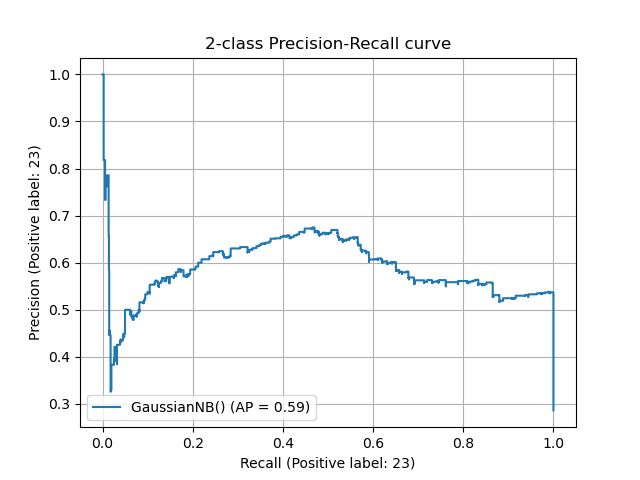 2-class Precision-Recall curve
Precision (Positive label: 23)
1.0
0.9
0.8
0.7
0.6
0.5
0.4
0.3
GaussianNB() (AP = 0.59)
0.0 0.2 0.4 0.6 0.8 1.0
Recall (Positive label: 23)